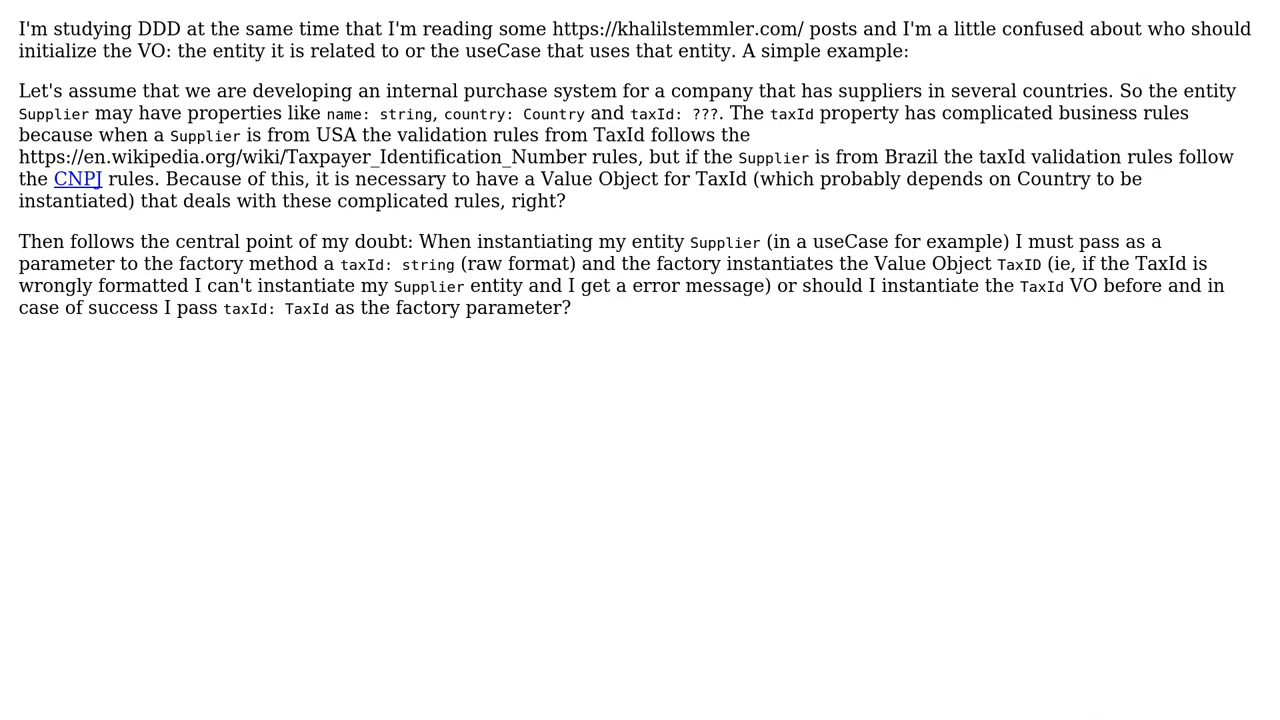 I'm studying DDD at the same time that I'm reading some https://khalilstemmler.com/ posts and I'm a little confused about who should
initialize the VO: the entity it is related to or the useCase that uses that entity. A simple example:
Let's assume that we are developing an internal purchase system for a company that has suppliers in several countries. So the entity
Supplier may have properties like name: string, country: Country and taxId: ???. The taxId property has complicated business rules
because when a Supplier is from USA the validation rules from TaxId follows the
https://en.wikipedia.org/wiki/Taxpayer_Identification_Number rules, but if the Supplier is from Brazil the taxId validation rules follow
the CNPJ rules. Because of this, it is necessary to have a Value Object for TaxId (which probably depends on Country to be
instantiated) that deals with these complicated rules, right?
Then follows the central point of my doubt: When instantiating my entity Supplier (in a useCase for example) I must pass as a
parameter to the factory method a taxId: string (raw format) and the factory instantiates the Value Object TaxID (ie, if the TaxId is
wrongly formatted I can't instantiate my Supplier entity and I get a error message) or should I instantiate the TaxId VO before and in
case of success I pass taxId: TaxId as the factory parameter?